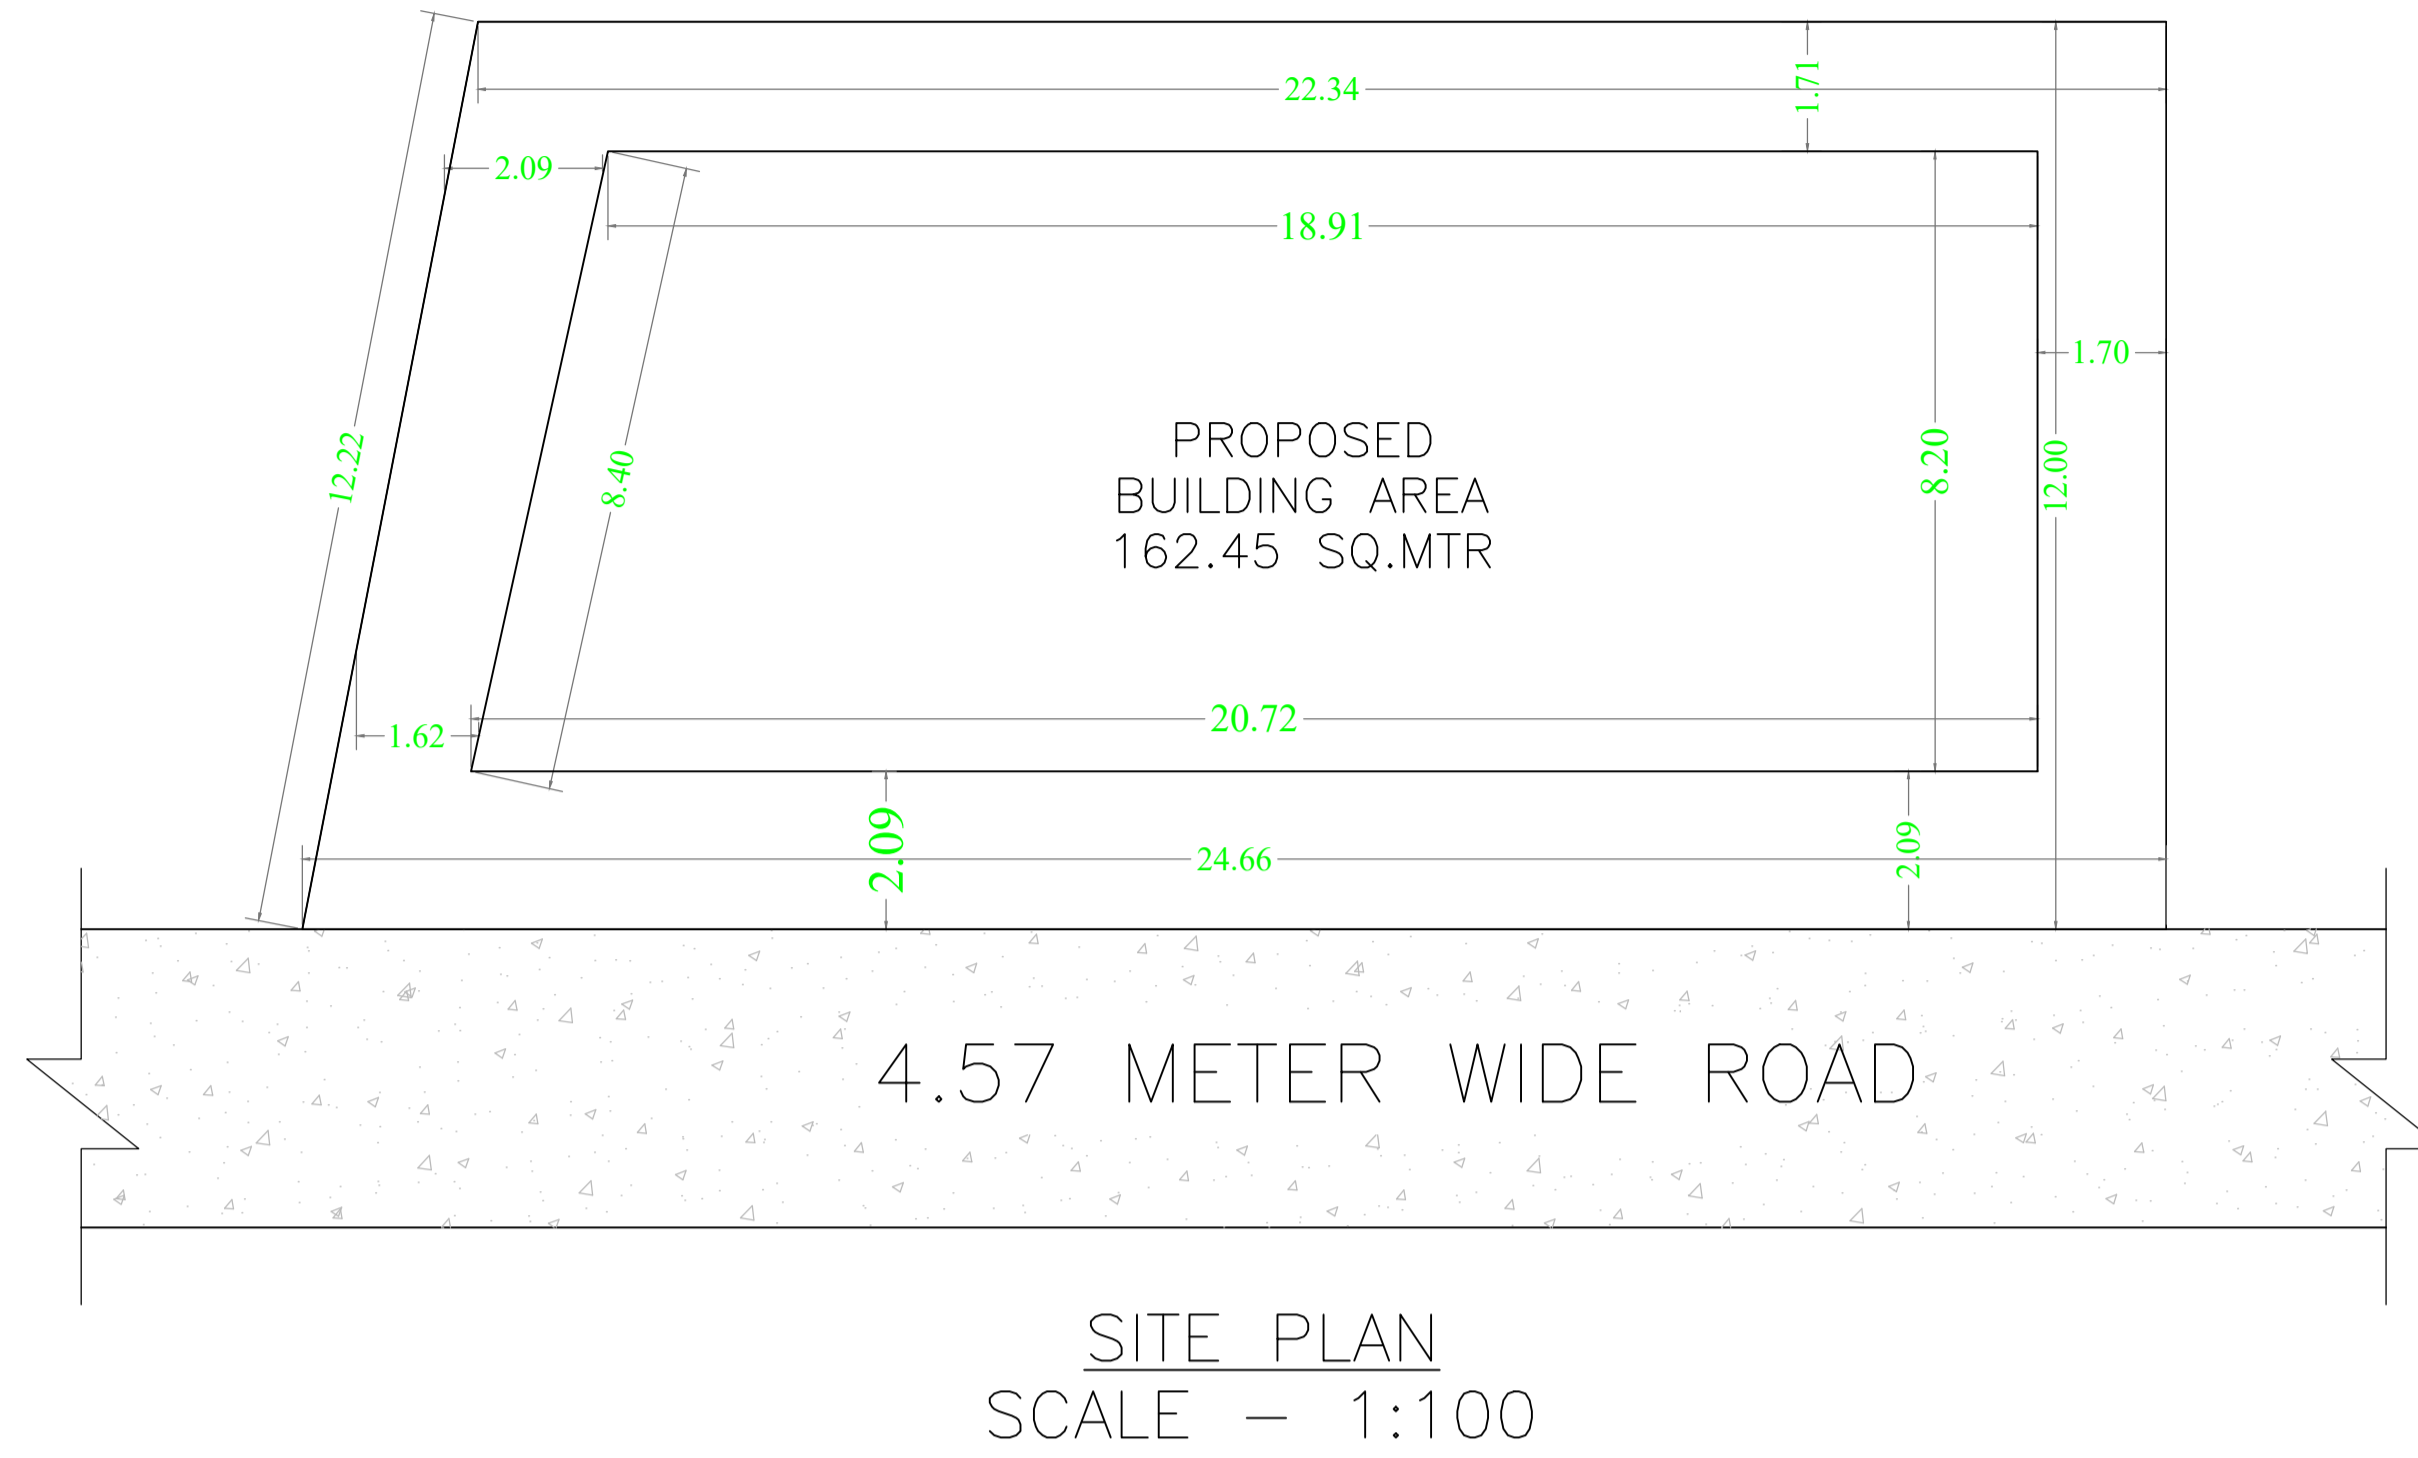 22.34
1.71
2.09
18.91
12.22
8.40
1.70
8.20
12.00
PROPOSED
BUILDING AREA
162.45 SQ.MTR
20.72
1.62
2.09
24.66
2.09
4.57 METER WIDE ROAD
SITE PLAN
SCALE - 1:100